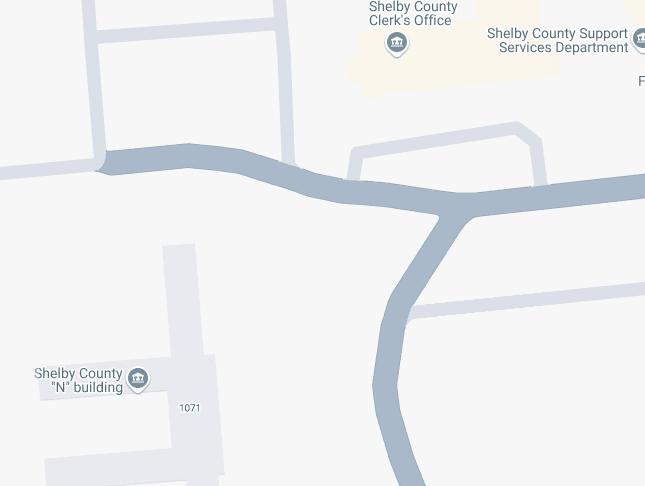 Shelby County
Clerk's Office
Shelby County Support
Services Department
F
Shelby County
"N" building
1071